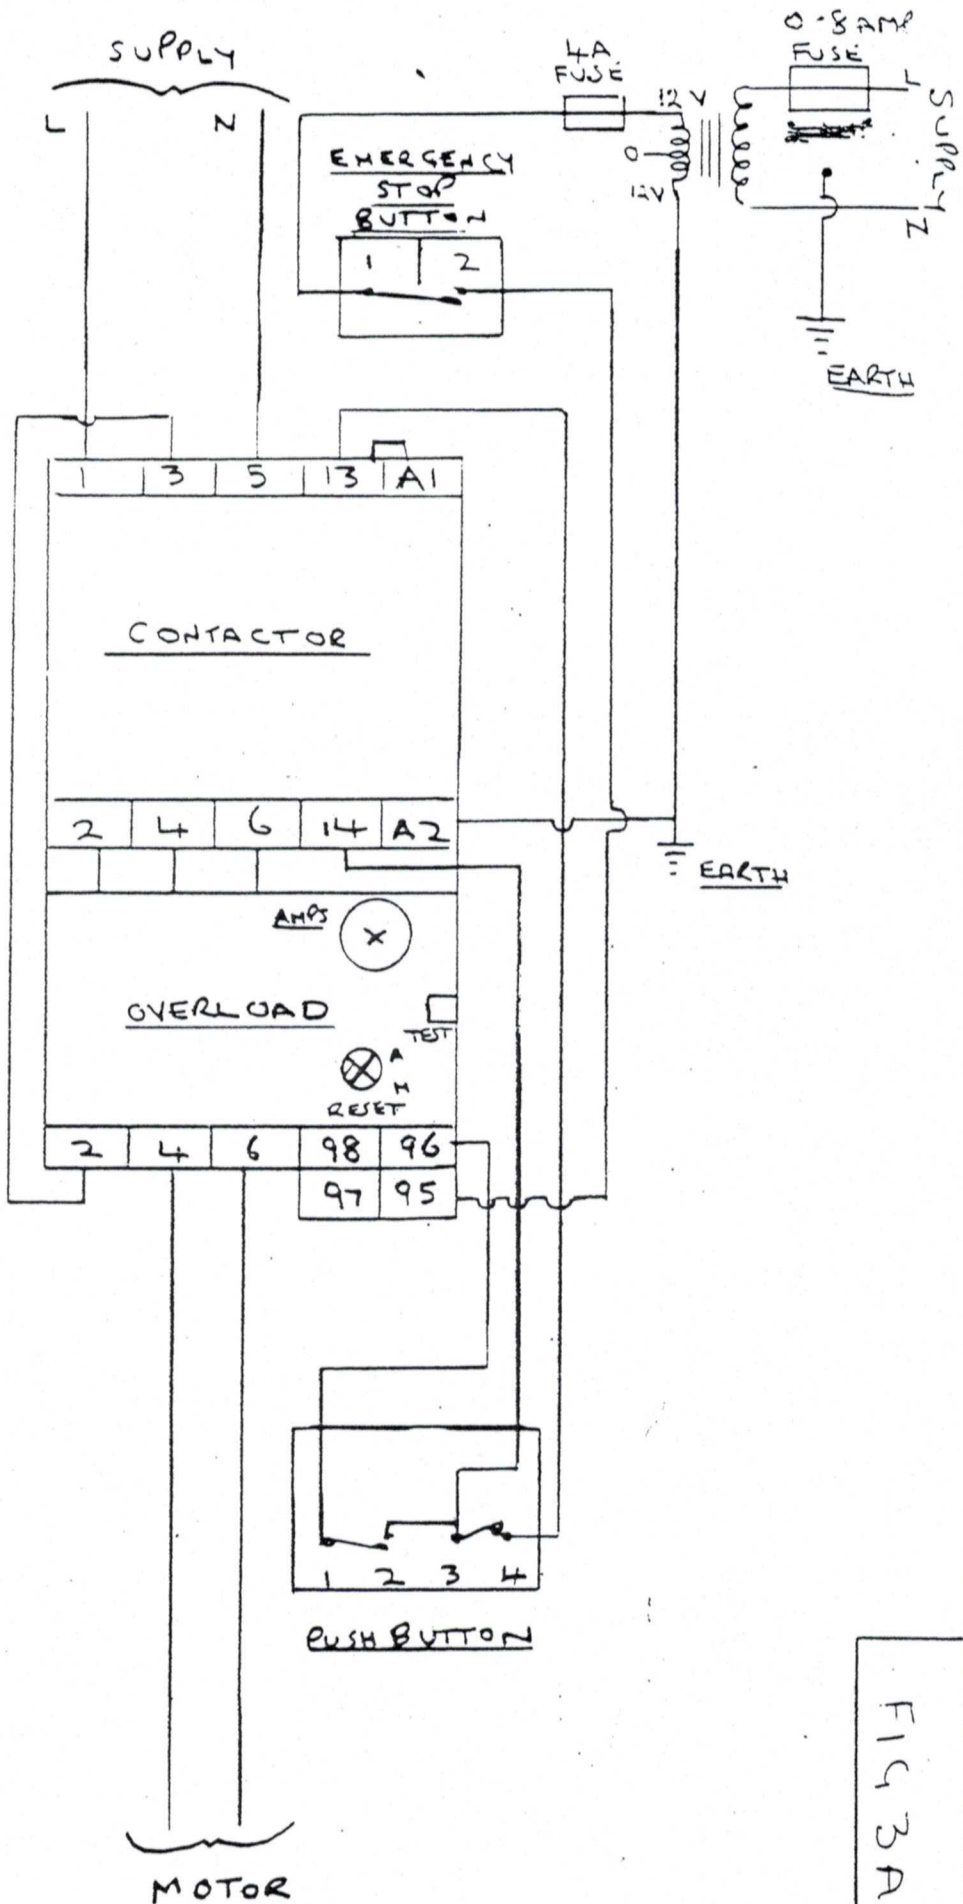 SUPPLY
L
N
4A
FUSE
0.8 AMP
FUSE
L
SUPPLY
N
12V
0
12V
EMERGENCY
STOP
BUTTON
1 2
EARTH
1 3 5 13 A1
CONTACTOR
2 4 6 14 A2
EARTH
AMPS
OVERLOAD
TEST
A
M
RESET
2 4 6 98 96
97 95
1 2 3 4
PUSH BUTTON
MOTOR
FIG 3A